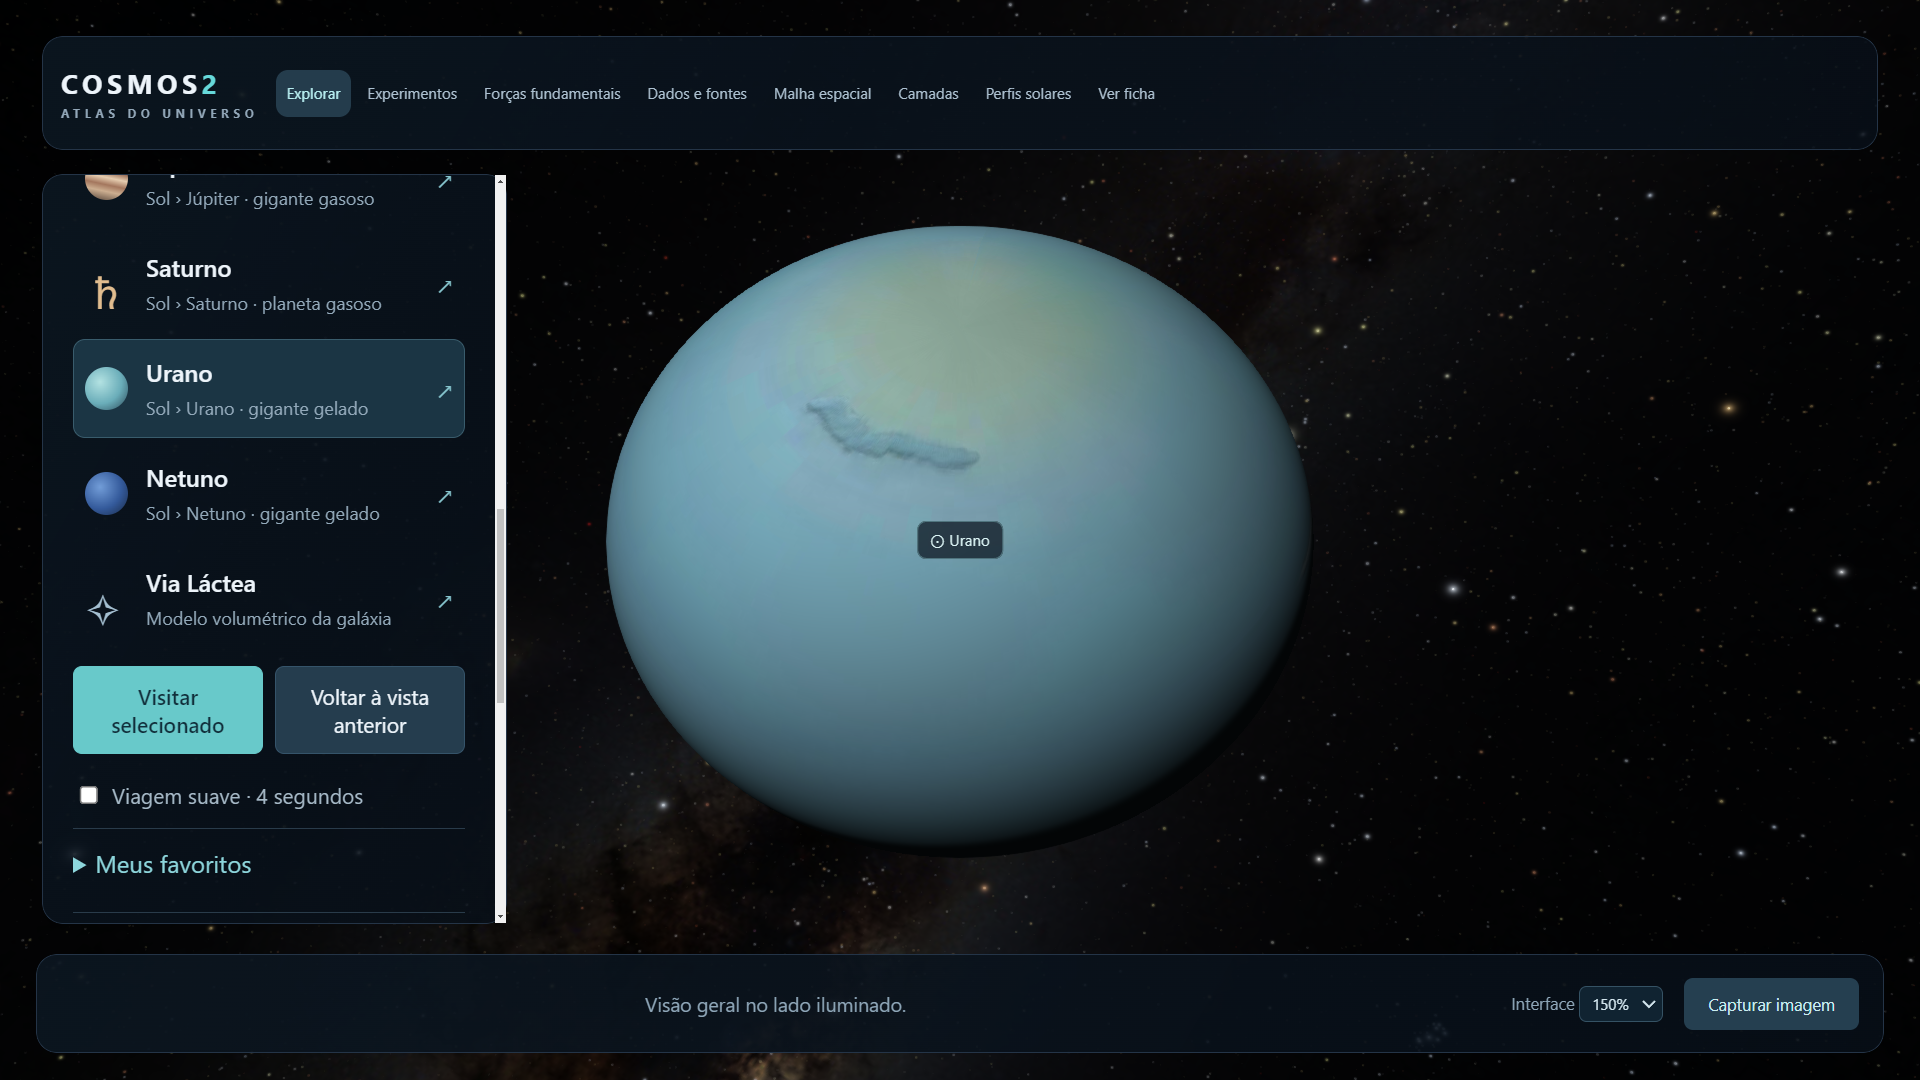 COSMOS2
ATLAS DO UNIVERSO
Explorar
Experimentos
Forças fundamentais
Dados e fontes
Malha espacial
Camadas
Perfis solares
Ver ficha
Sol › Júpiter · gigante gasoso
↗
Saturno
Sol › Saturno · planeta gasoso
↗
Urano
Sol › Urano · gigante gelado
↗
Netuno
Sol › Netuno · gigante gelado
↗
Via Láctea
Modelo volumétrico da galáxia
↗
Visitar
selecionado
Voltar à vista
anterior
Viagem suave · 4 segundos
▶ Meus favoritos
⊙ Urano
Visão geral no lado iluminado.
Interface 150%
Capturar imagem